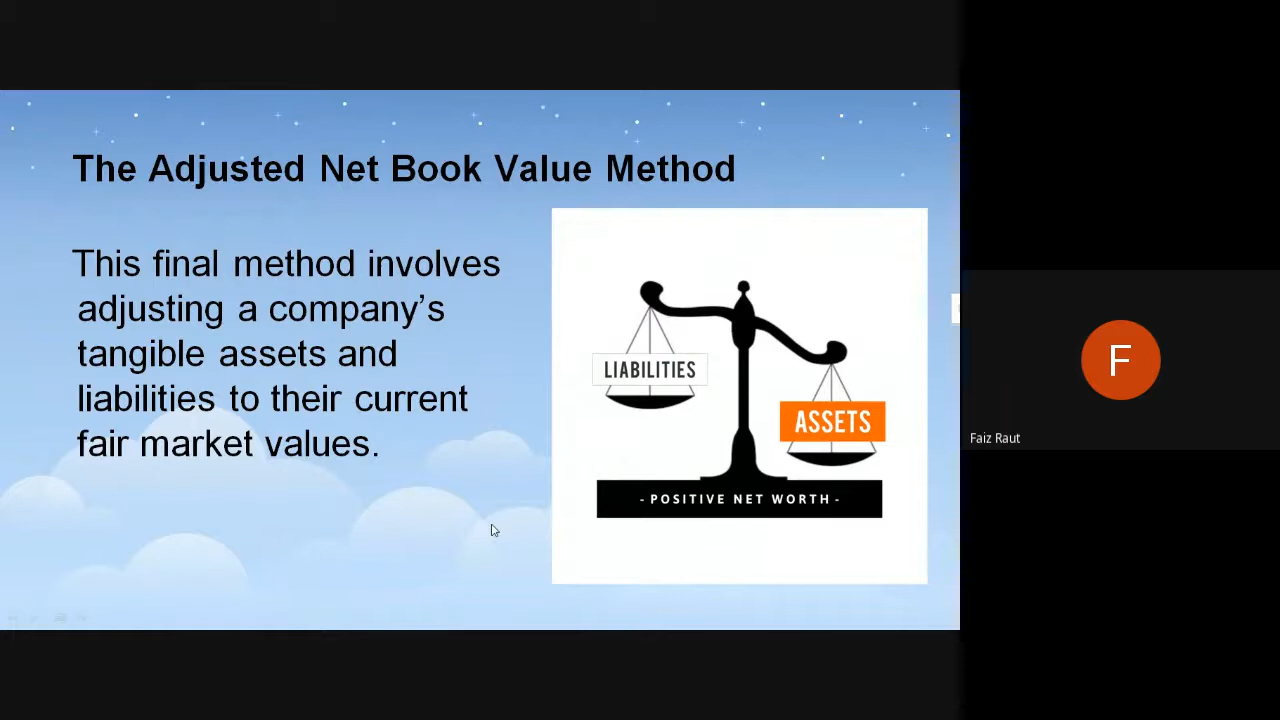 The Adjusted Net Book Value Method
This final method involves
adjusting a company’s
tangible assets and
liabilities to their current
fair market values.
LIABILITIES
ASSETS
- POSITIVE NET WORTH -
F
Faiz Raut